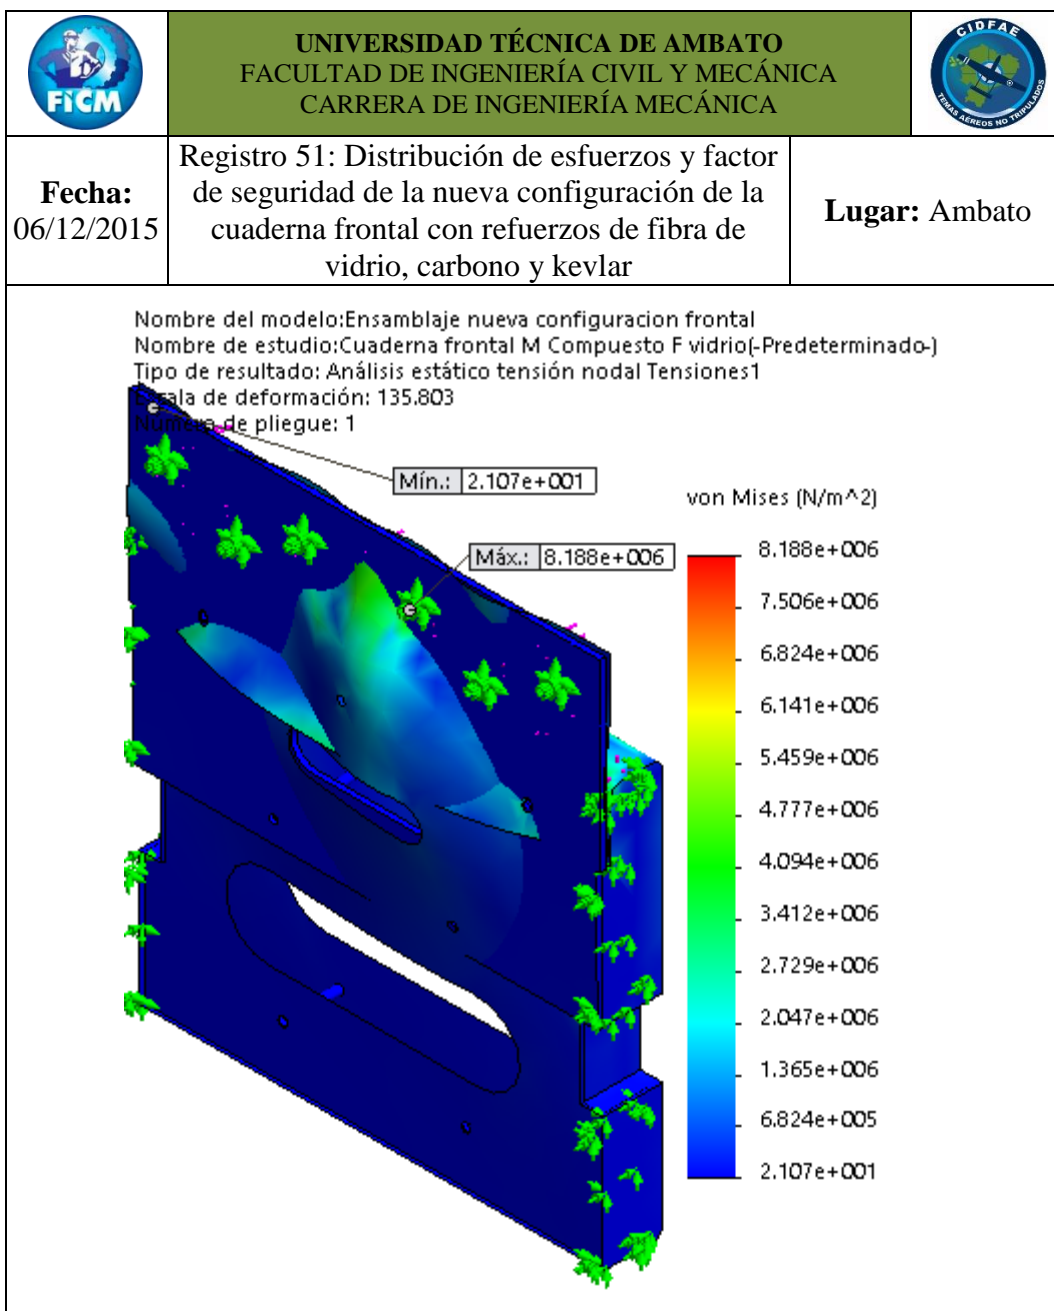 FiCM
UNIVERSIDAD TÉCNICA DE AMBATO
FACULTAD DE INGENIERÍA CIVIL Y MECÁNICA
CARRERA DE INGENIERÍA MECÁNICA
CIDFAE
TEMAS AÉREOS NO TRIPULADOS
Fecha:
06/12/2015
Registro 51: Distribución de esfuerzos y factor
de seguridad de la nueva configuración de la
cuaderna frontal con refuerzos de fibra de
vidrio, carbono y kevlar
Lugar: Ambato
Nombre del modelo:Ensamblaje nueva configuracion frontal
Nombre de estudio:Cuaderna frontal M Compuesto F vidrio(-Predeterminado-)
Tipo de resultado: Análisis estático tensión nodal Tensiones1
Escala de deformación: 135.803
Número de pliegue: 1
Mín.: 2.107e+001
Máx.: 8.188e+006
von Mises (N/m^2)
8.188e+006
7.506e+006
6.824e+006
6.141e+006
5.459e+006
4.777e+006
4.094e+006
3.412e+006
2.729e+006
2.047e+006
1.365e+006
6.824e+005
2.107e+001